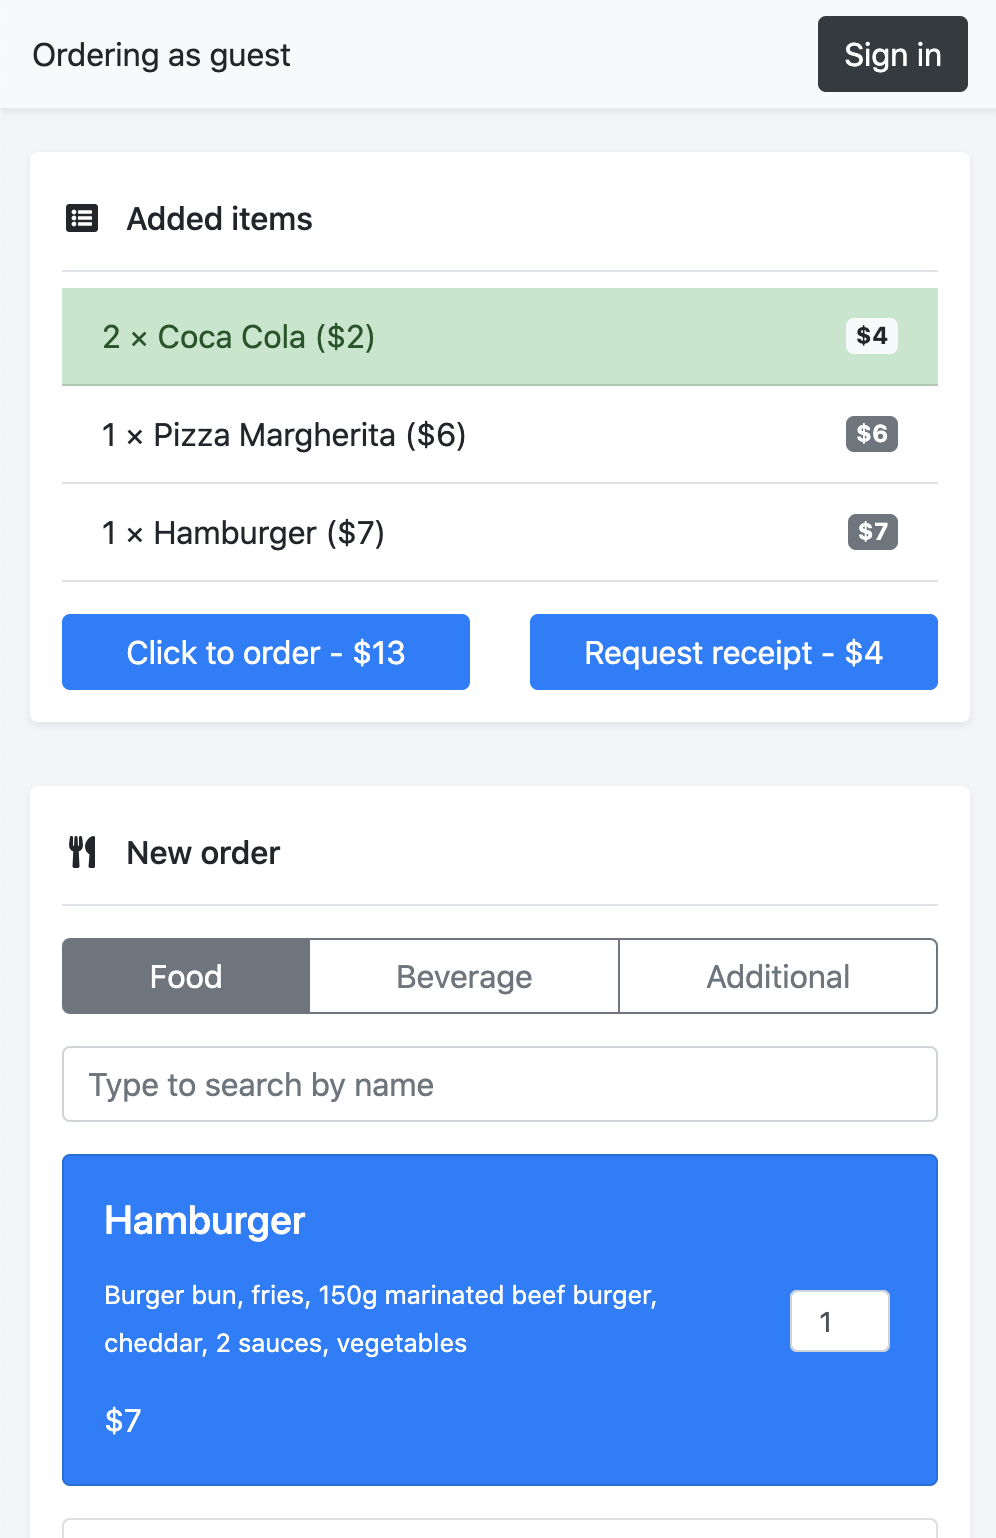 Ordering as guest
Sign in
Added items
2 × Coca Cola ($2)
$4
1 × Pizza Margherita ($6)
$6
1 × Hamburger ($7)
$7
Click to order - $13
Request receipt - $4
New order
Food
Beverage
Additional
Type to search by name
Hamburger
Burger bun, fries, 150g marinated beef burger,
cheddar, 2 sauces, vegetables
1
$7